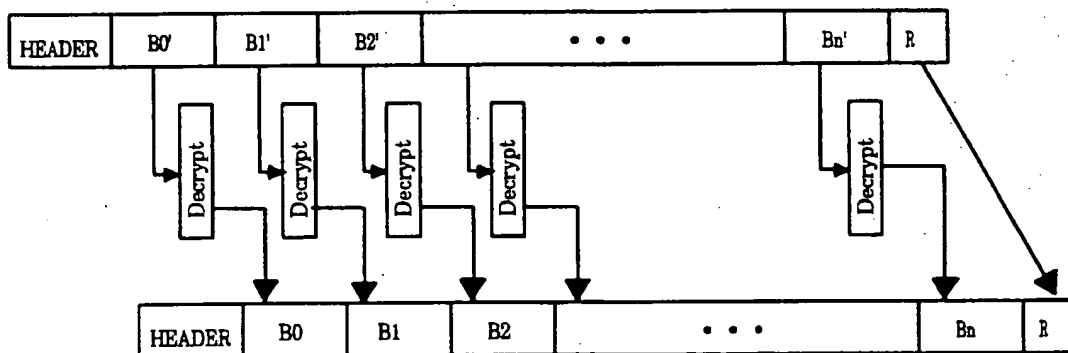 HEADER B0' B1' B2' • • • Bn' R
Decrypt Decrypt Decrypt Decrypt Decrypt
HEADER B0 B1 B2 • • • Bn R